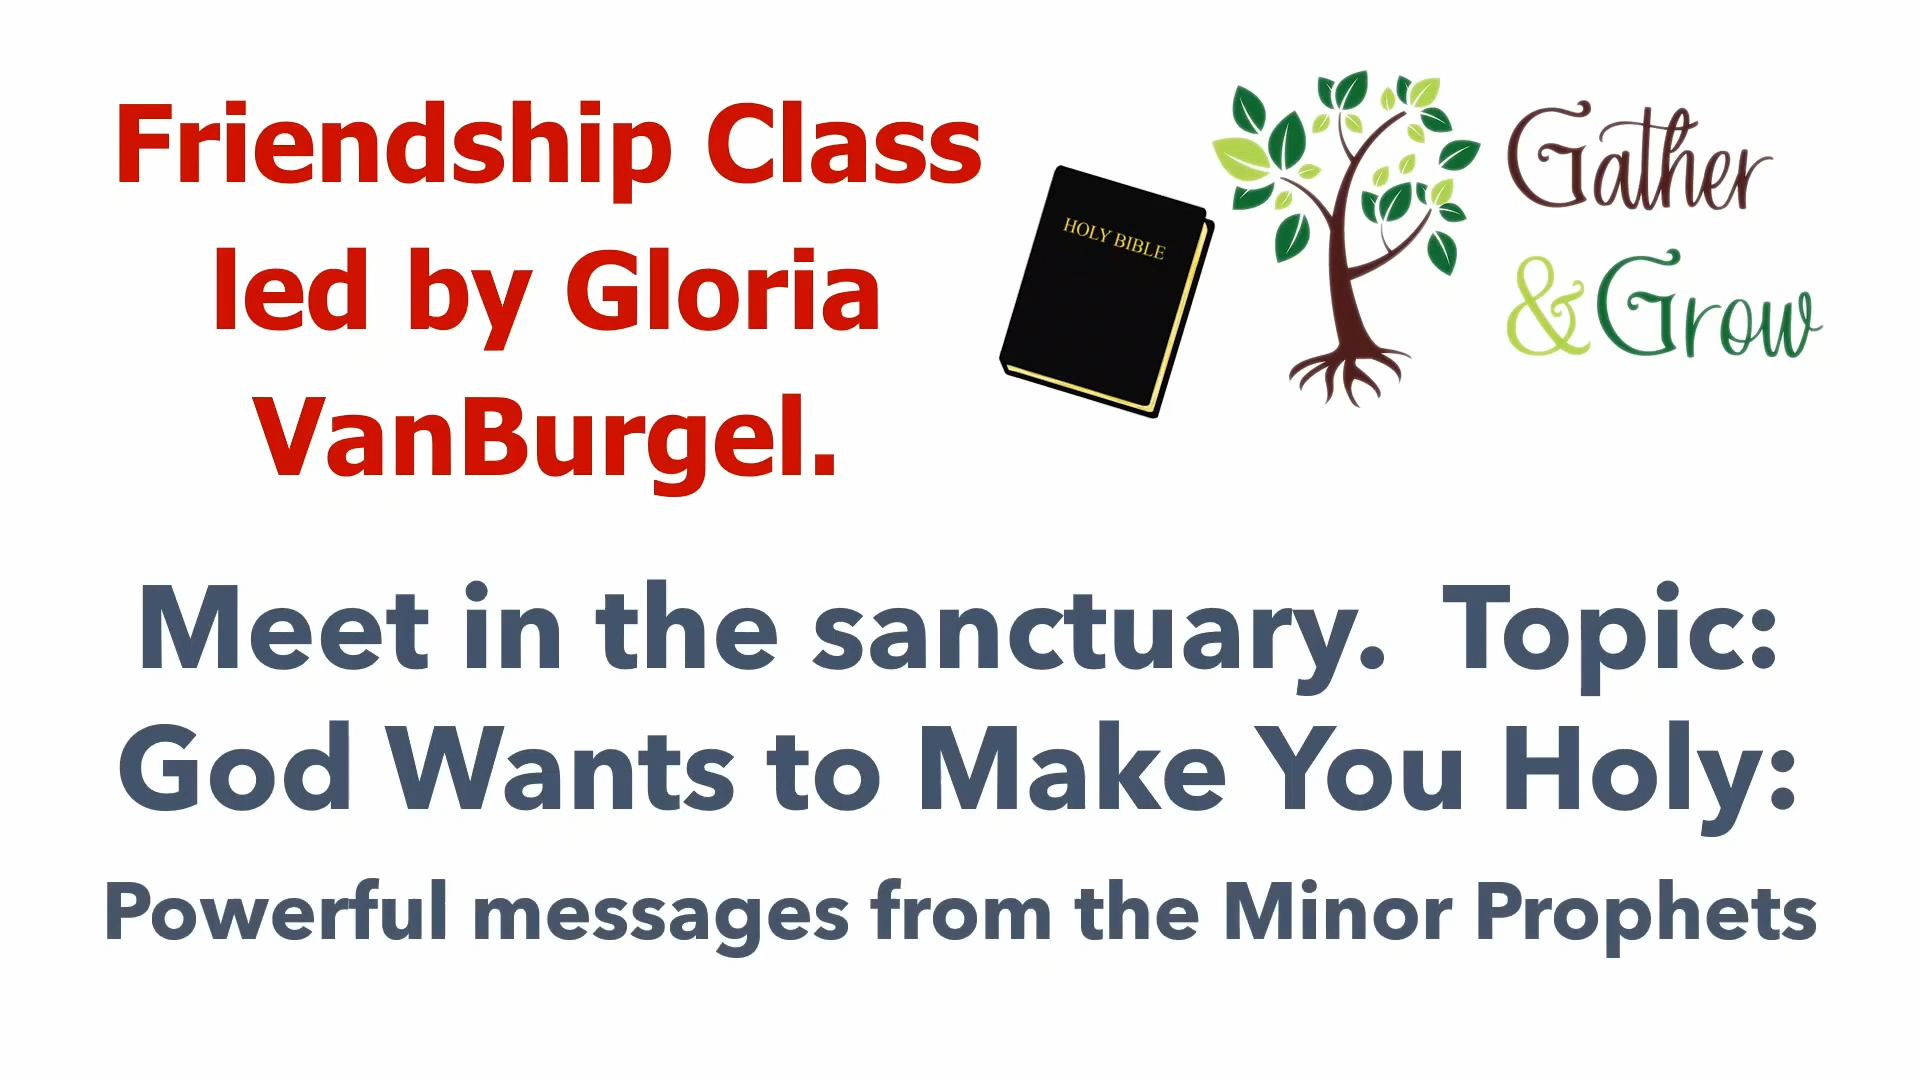 Friendship Class
led by Gloria
VanBurgel.
HOLY BIBLE
Gather
&Grow
Meet in the sanctuary.  Topic:
God Wants to Make You Holy:
Powerful messages from the Minor Prophets